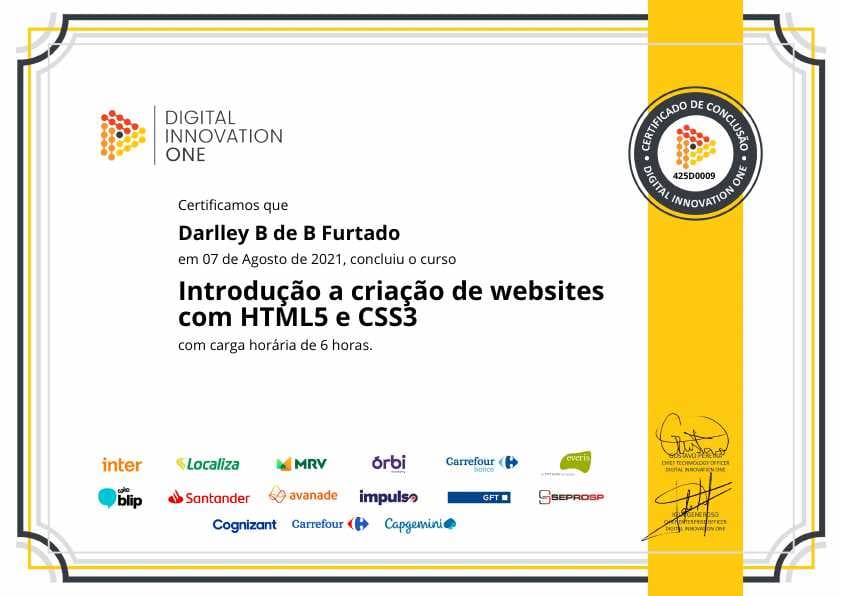 DIGITAL
INNOVATION
ONE
CERTIFICADO DE CONCLUSÃO
425D0009
DIGITAL INNOVATION ONE
Certificamos que
Darlley B de B Furtado
em 07 de Agosto de 2021, concluiu o curso
Introdução a criação de websites
com HTML5 e CSS3
com carga horária de 6 horas.
inter
Localiza
MRV
órbi
Carrefour
banco
everis
take
blip
Santander
avanade
impulso
GFT
SEPROSP
Cognizant
Carrefour
Capgemini
GUSTAVO PEREIRA
CHIEF TECHNOLOGY OFFICER
DIGITAL INNOVATION ONE
GENEROSO
CHIEF ENTERPRISE OFFICER
DIGITAL INNOVATION ONE